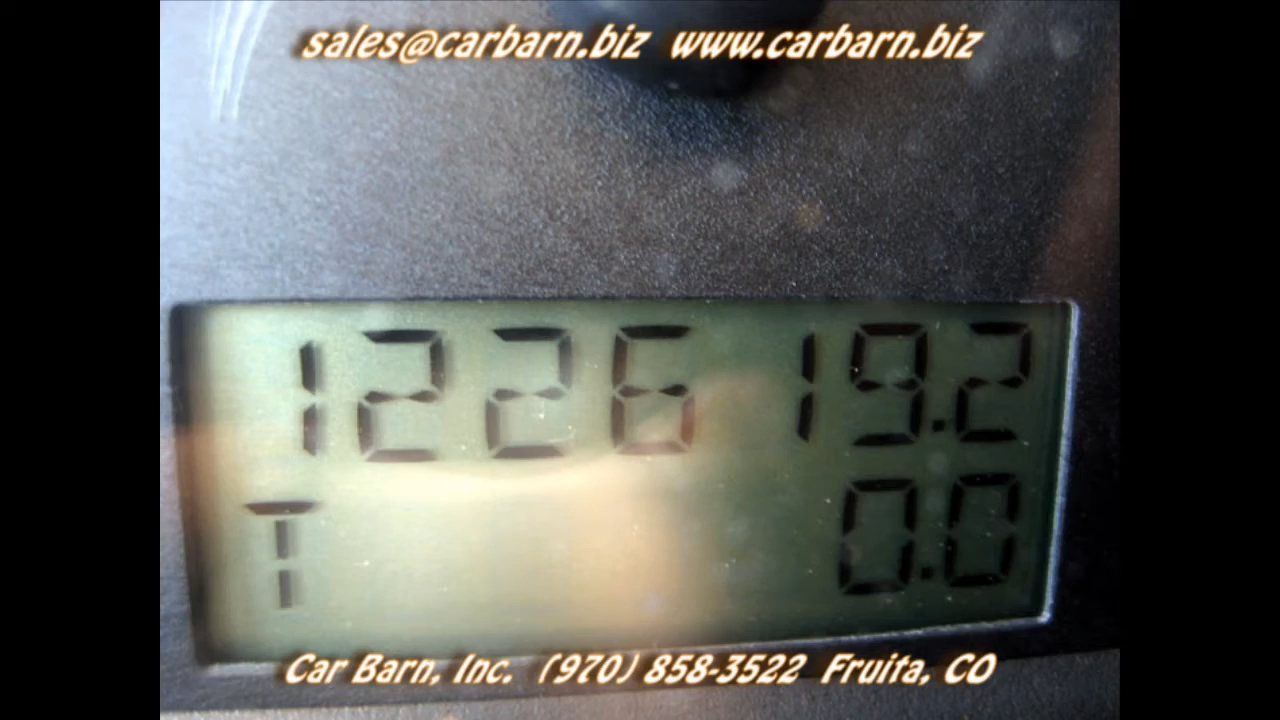 sales@carbarn.biz www.carbarn.biz
1226 19.2
T 0.0
Car Barn, Inc. (970) 858-3522 Fruita, CO